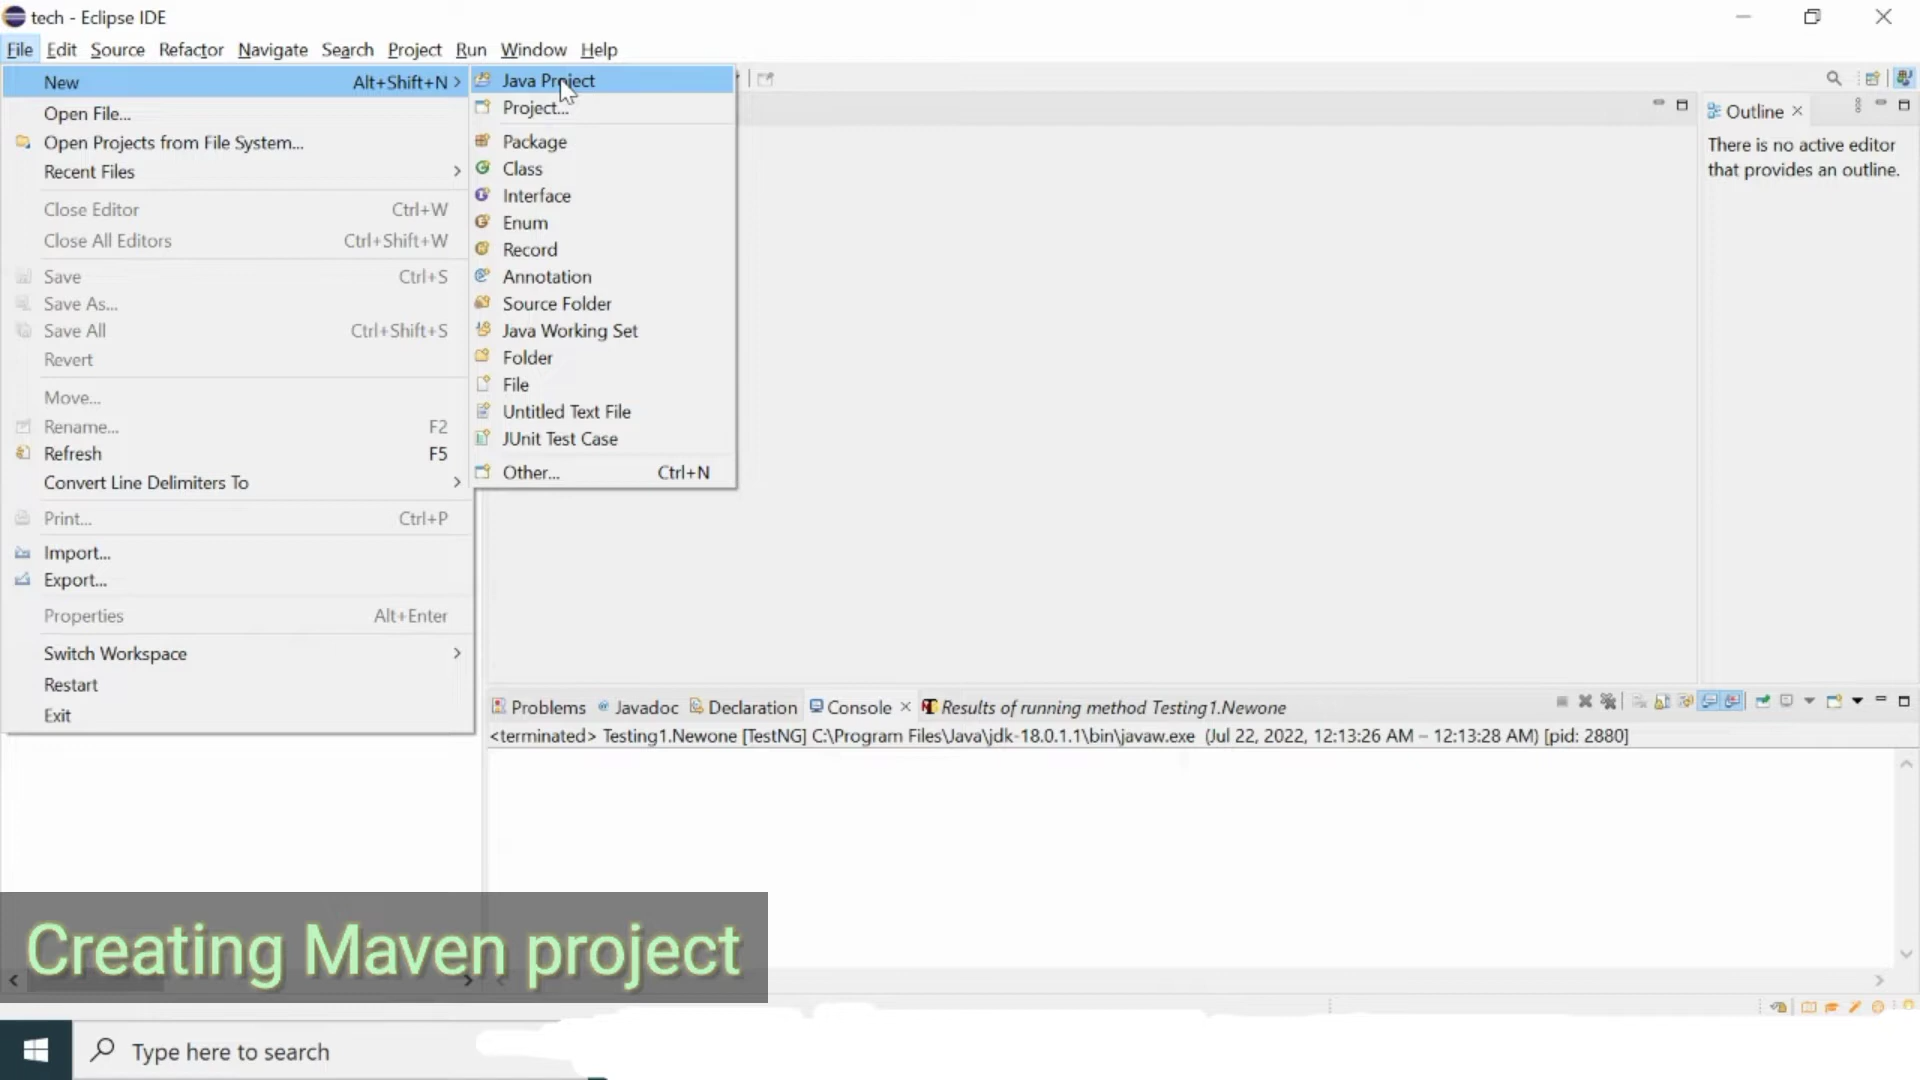 tech - Eclipse IDE
File Edit Source Refactor Navigate Search Project Run Window Help
New Alt+Shift+N
Open File...
Open Projects from File System...
Recent Files
Close Editor Ctrl+W
Close All Editors Ctrl+Shift+W
Save Ctrl+S
Save As...
Save All Ctrl+Shift+S
Revert
Move...
Rename... F2
Refresh F5
Convert Line Delimiters To
Print... Ctrl+P
Import...
Export...
Properties Alt+Enter
Switch Workspace
Restart
Exit
Java Project
Project...
Package
Class
Interface
Enum
Record
Annotation
Source Folder
Java Working Set
Folder
File
Untitled Text File
JUnit Test Case
Other... Ctrl+N
Outline
There is no active editor
that provides an outline.
Problems Javadoc Declaration Console Results of running method Testing1.Newone
<terminated> Testing1.Newone [TestNG] C:\Program Files\Java\jdk-18.0.1.1\bin\javaw.exe (Jul 22, 2022, 12:13:26 AM – 12:13:28 AM) [pid: 2880]
Creating Maven project
Type here to search